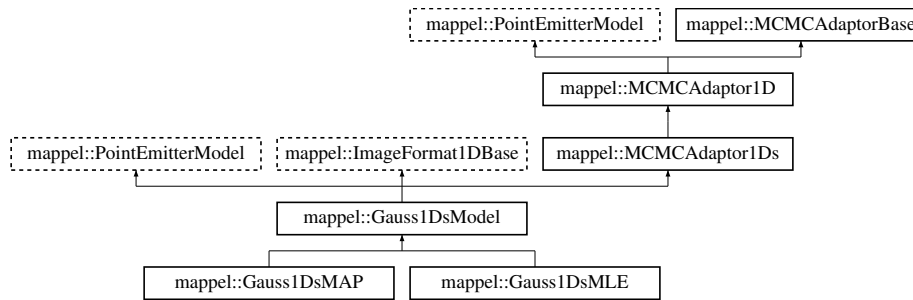 mappel::PointEmitterModel
mappel::MCMCAdaptorBase
mappel::MCMCAdaptor1D
mappel::PointEmitterModel
mappel::ImageFormat1DBase
mappel::MCMCAdaptor1Ds
mappel::Gauss1DsModel
mappel::Gauss1DsMAP
mappel::Gauss1DsMLE